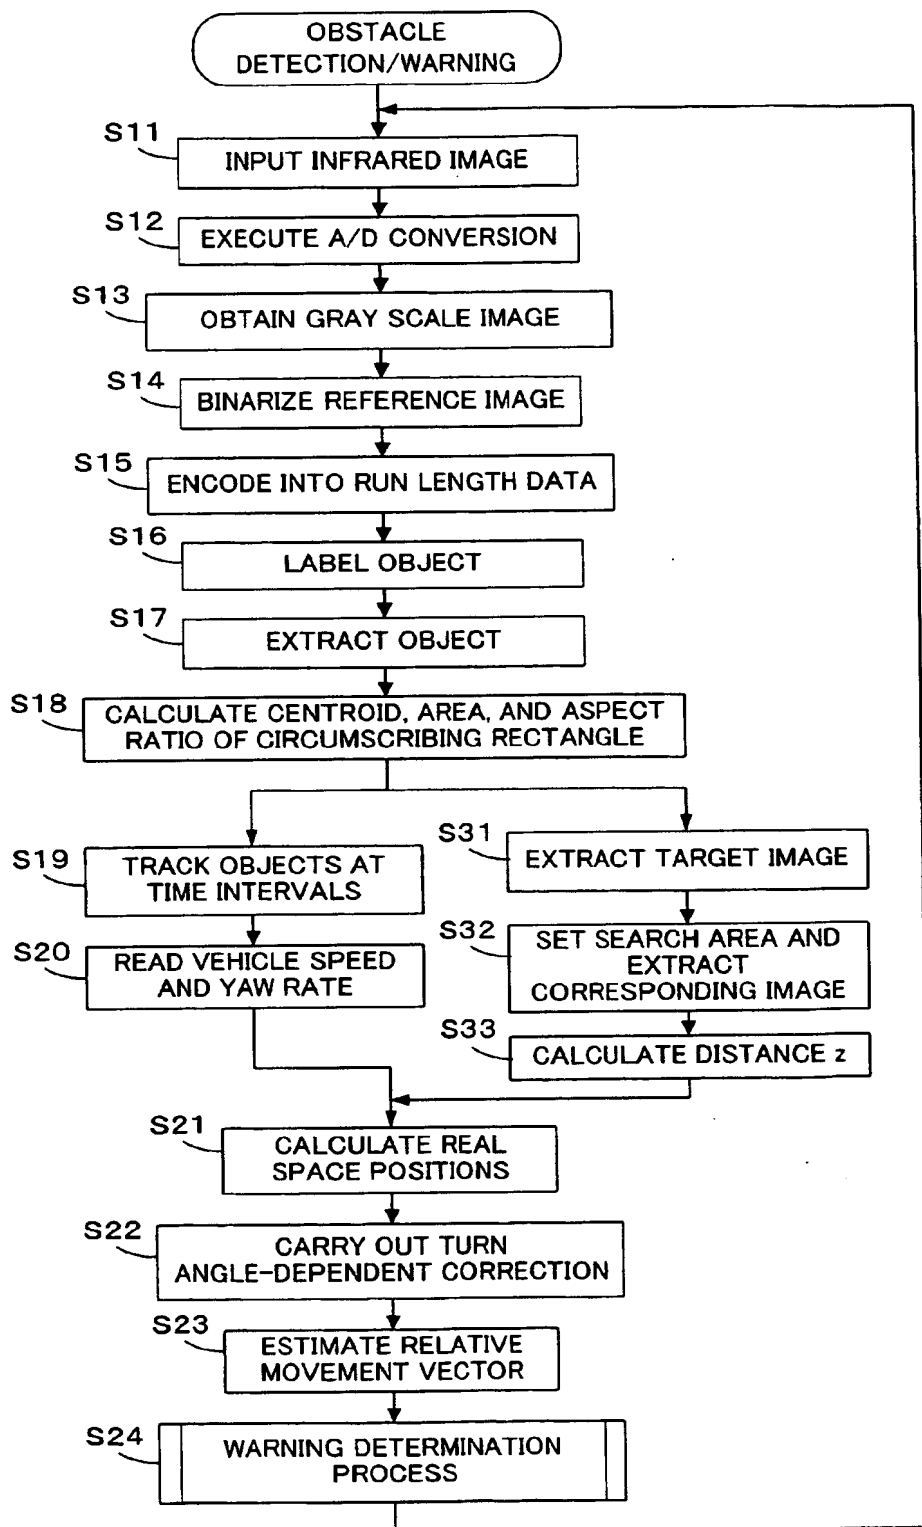 OBSTACLE
DETECTION/WARNING
S11
INPUT INFRARED IMAGE
S12
EXECUTE A/D CONVERSION
S13
OBTAIN GRAY SCALE IMAGE
S14
BINARIZE REFERENCE IMAGE
S15
ENCODE INTO RUN LENGTH DATA
S16
LABEL OBJECT
S17
EXTRACT OBJECT
S18
CALCULATE CENTROID, AREA, AND ASPECT
RATIO OF CIRCUMSCRIBING RECTANGLE
S19
TRACK OBJECTS AT
TIME INTERVALS
S20
READ VEHICLE SPEED
AND YAW RATE
S31
EXTRACT TARGET IMAGE
S32
SET SEARCH AREA AND
EXTRACT
CORRESPONDING IMAGE
S33
CALCULATE DISTANCE z
S21
CALCULATE REAL
SPACE POSITIONS
S22
CARRY OUT TURN
ANGLE-DEPENDENT CORRECTION
S23
ESTIMATE RELATIVE
MOVEMENT VECTOR
S24
WARNING DETERMINATION
PROCESS